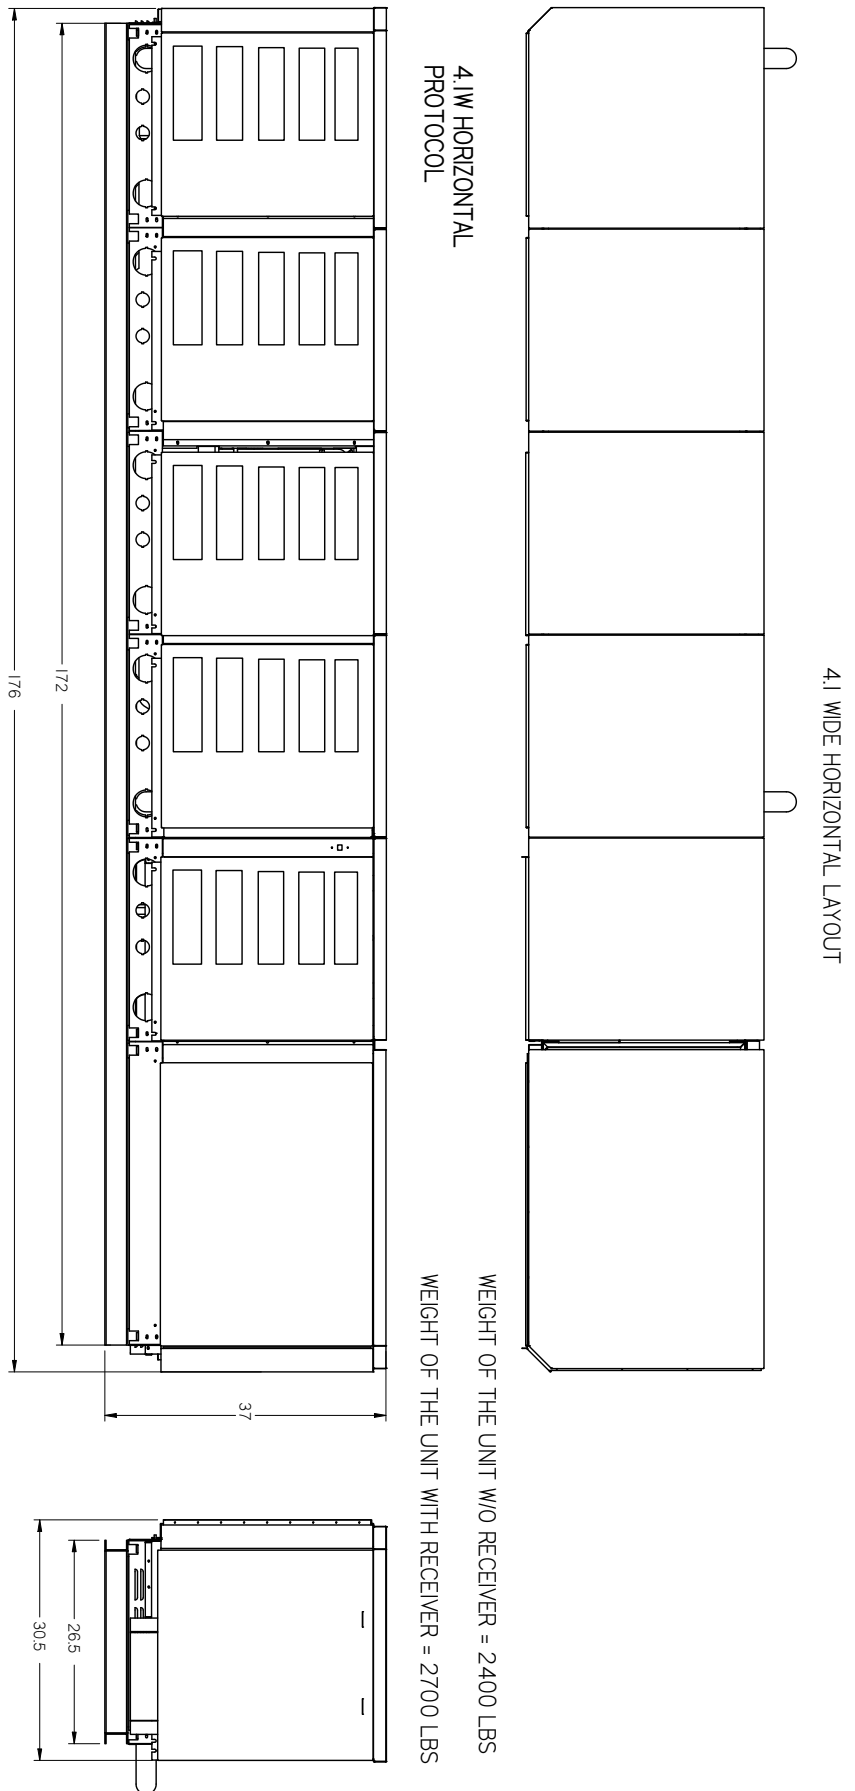 4.1 WIDE HORIZONTAL LAYOUT
4.1W HORIZONTAL
PROTOCOL
WEIGHT OF THE UNIT W/O RECEIVER = 2400 LBS
WEIGHT OF THE UNIT WITH RECEIVER = 2700 LBS
37
172
176
26.5
30.5